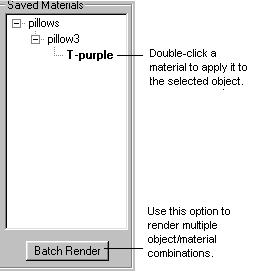 Saved Materials
pillows
pillow3
T-purple
Double-click a
material to apply it to
the selected object.
Use this option to
render multiple
object/material
combinations.
Batch Render